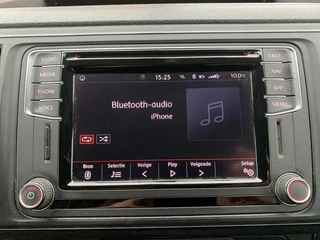 RADIO
MEDIA
PHONE
VOICE
15:25 10.0
Bluetooth-audio
iPhone
Bron Selectie Vorige Play Volgende Setup
NAV
APP
MENU